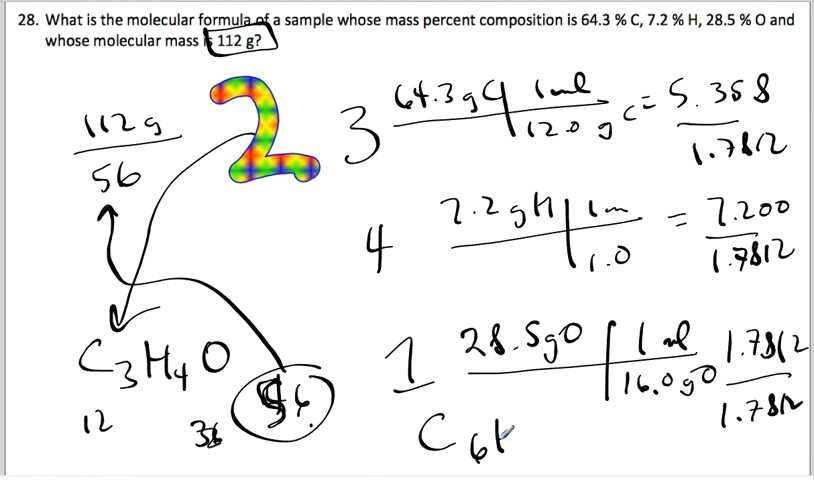 28. What is the molecular formula of a sample whose mass percent composition is 64.3 % C, 7.2 % H, 28.5 % O and
whose molecular mass is 112 g?
112 g
56
2
3 64.3 g C 1 mol
12.0 g C = 5.358
1.7812
4 7.2 g H 1 m
1.0 = 7.200
1.7812
C3H4O
12 36 56
1 28.5 g O 1 mol
16.0 g O 1.7812
1.7812
C6H